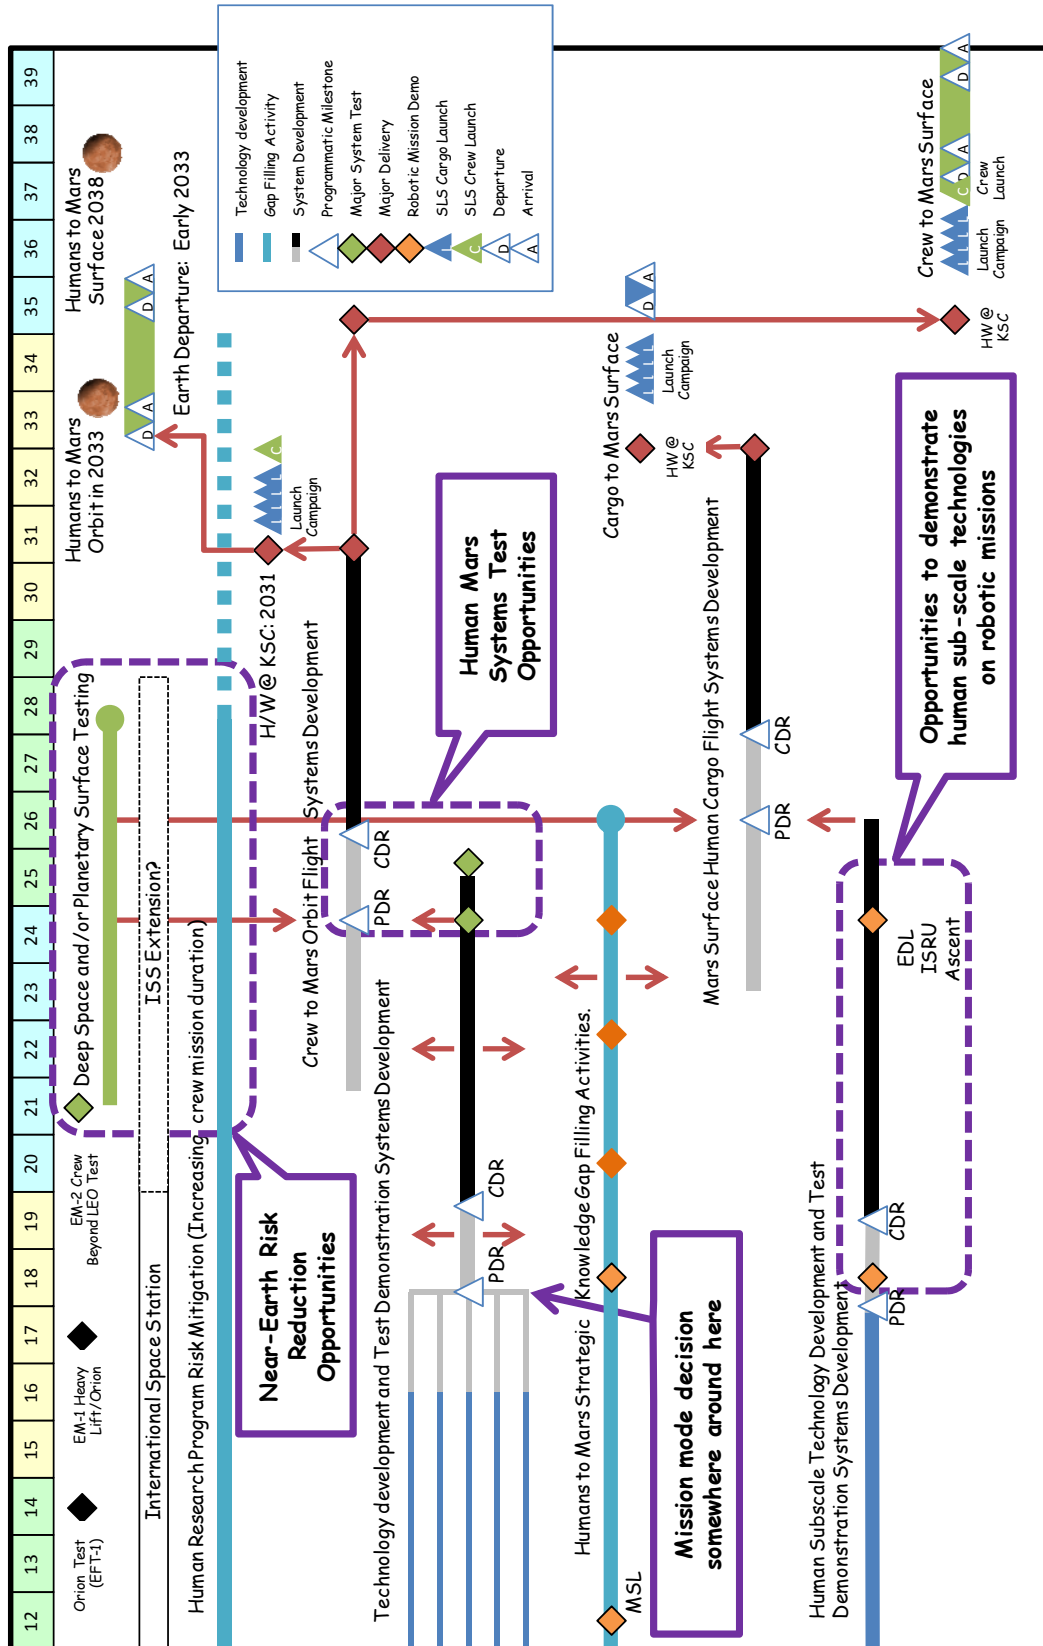 12 13 14 15 16 17 18 19 20 21 22 23 24 25 26 27 28 29 30 31 32 33 34 35 36 37 38 39
Orion Test
(EFT-1)
EM-1 Heavy
Lift/Orion
EM-2 Crew
Beyond LEO Test
Deep Space and/or Planetary Surface Testing
Humans to Mars
Orbit in 2033
Humans to Mars
Surface 2038
D A D A
Earth Departure: Early 2033
International Space Station
ISS Extension?
Human Research Program Risk Mitigation (Increasing crew mission duration)
Near-Earth Risk
Reduction
Opportunities
H/W @ KSC: 2031
L L L L C
Launch
Campaign
Crew to Mars Orbit Flight Systems Development
PDR CDR
Technology development
Gap Filling Activity
System Development
Programmatic Milestone
Major System Test
Major Delivery
Robotic Mission Demo
L SLS Cargo Launch
C SLS Crew Launch
D Departure
A Arrival
Technology development and Test Demonstration Systems Development
PDR CDR
Human Mars
Systems Test
Opportunities
Humans to Mars Strategic Knowledge Gap Filling Activities.
MSL
Mission mode decision
somewhere around here
Cargo to Mars Surface
HW @
KSC
L L L L
Launch
Campaign
D A
Mars Surface Human Cargo Flight Systems Development
PDR CDR
Human Subscale Technology Development and Test
Demonstration Systems Development
PDR CDR
EDL
ISRU
Ascent
Opportunities to demonstrate
human sub-scale technologies
on robotic missions
Crew to Mars Surface
HW @
KSC
L L L L C D A D A
Launch
Campaign
Crew
Launch